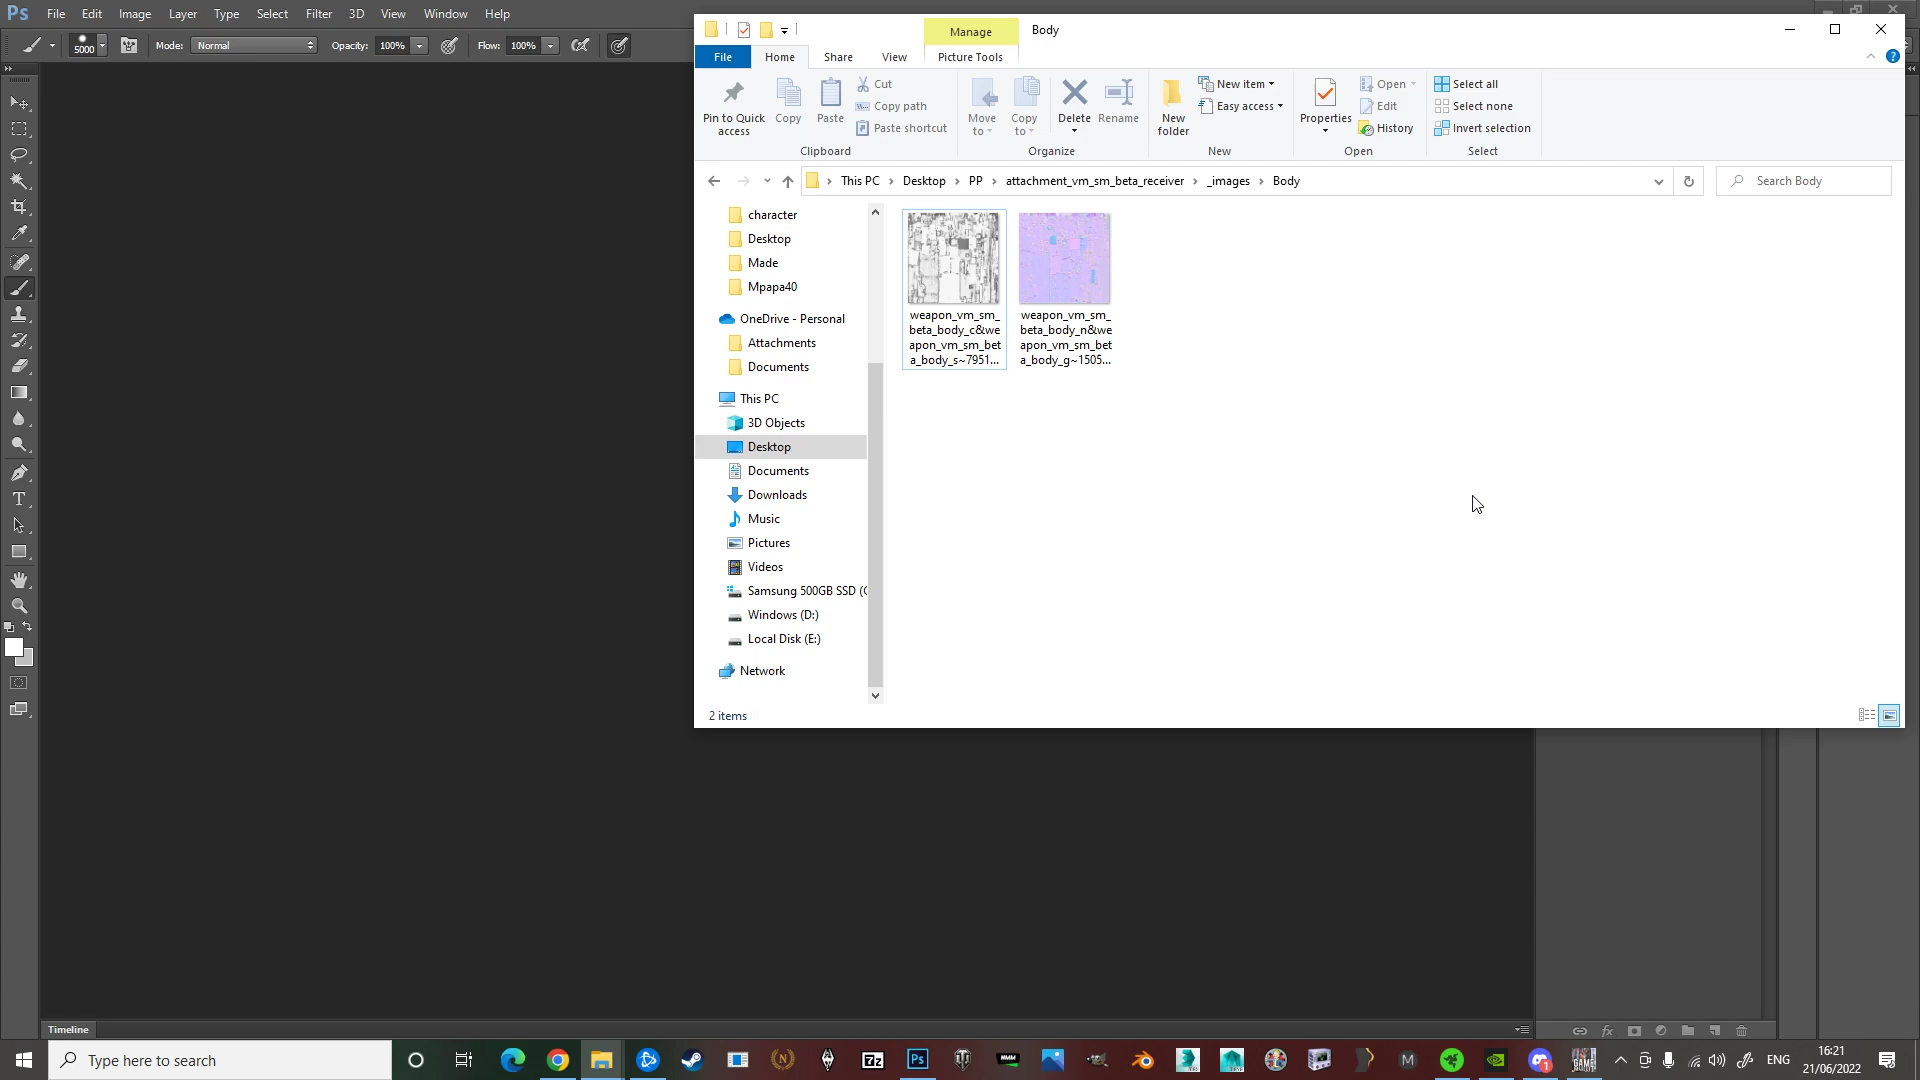 Ps File Edit Image Layer Type Select Filter 3D View Window Help
5000 Mode: Normal Opacity: 100% Flow: 100%
Manage Body
File Home Share View Picture Tools
Pin to Quick access
Copy
Paste
Cut
Copy path
Paste shortcut
Clipboard
Move to
Copy to
Delete
Rename
Organize
New folder
New item
Easy access
New
Properties
Open
Edit
History
Open
Select all
Select none
Invert selection
Select
This PC > Desktop > PP > attachment_vm_sm_beta_receiver > _images > Body
Search Body
character
Desktop
Made
Mpapa40
OneDrive - Personal
Attachments
Documents
This PC
3D Objects
Desktop
Documents
Downloads
Music
Pictures
Videos
Samsung 500GB SSD (
Windows (D:)
Local Disk (E:)
Network
weapon_vm_sm_
beta_body_c&we
apon_vm_sm_bet
a_body_s~7951...
weapon_vm_sm_
beta_body_n&we
apon_vm_sm_bet
a_body_g~1505...
2 items
Timeline
Type here to search
7z
Ps
ENG
16:21
21/06/2022